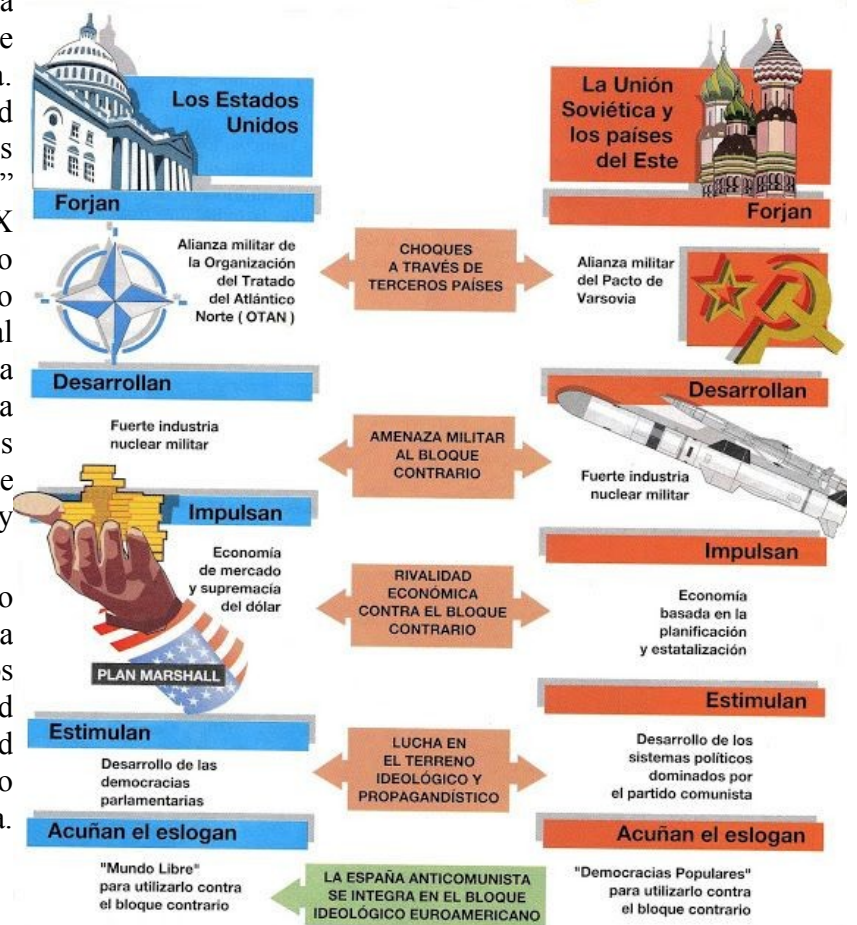 Los Estados
Unidos
Forjan
Alianza militar de
la Organización
del Tratado
del Atlántico
Norte ( OTAN )
Desarrollan
Fuerte industria
nuclear militar
Impulsan
Economía
de mercado
y supremacía
del dólar
PLAN MARSHALL
Estimulan
Desarrollo de las
democracias
parlamentarias
Acuñan el eslogan
"Mundo Libre"
para utilizarlo contra
el bloque contrario
CHOQUES
A TRAVÉS DE
TERCEROS PAÍSES
AMENAZA MILITAR
AL BLOQUE
CONTRARIO
RIVALIDAD
ECONÓMICA
CONTRA EL BLOQUE
CONTRARIO
LUCHA EN
EL TERRENO
IDEOLÓGICO Y
PROPAGANDÍSTICO
LA ESPAÑA ANTICOMUNISTA
SE INTEGRA EN EL BLOQUE
IDEOLÓGICO EUROAMERICANO
La Unión
Soviética y
los países
del Este
Forjan
Alianza militar
del Pacto de
Varsovia
Desarrollan
Fuerte industria
nuclear militar
Impulsan
Economía
basada en la
planificación
y estatalización
Estimulan
Desarrollo de los
sistemas políticos
dominados por
el partido comunista
Acuñan el eslogan
"Democracias Populares"
para utilizarlo contra
el bloque contrario